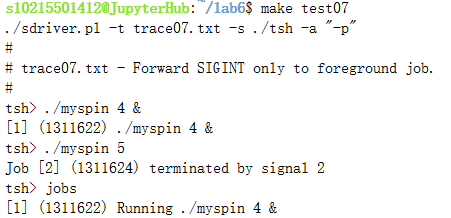 s102155014120@JupyterHub:~/lab6$ make test07
./sdriver.pl -t trace07.txt -s ./tsh -a "-p"
#
# trace07.txt - Forward SIGINT only to foreground job.
#
tsh> ./myspin 4 &
[1] (1311622) ./myspin 4 &
tsh> ./myspin 5
Job [2] (1311624) terminated by signal 2
tsh> jobs
[1] (1311622) Running ./myspin 4 &